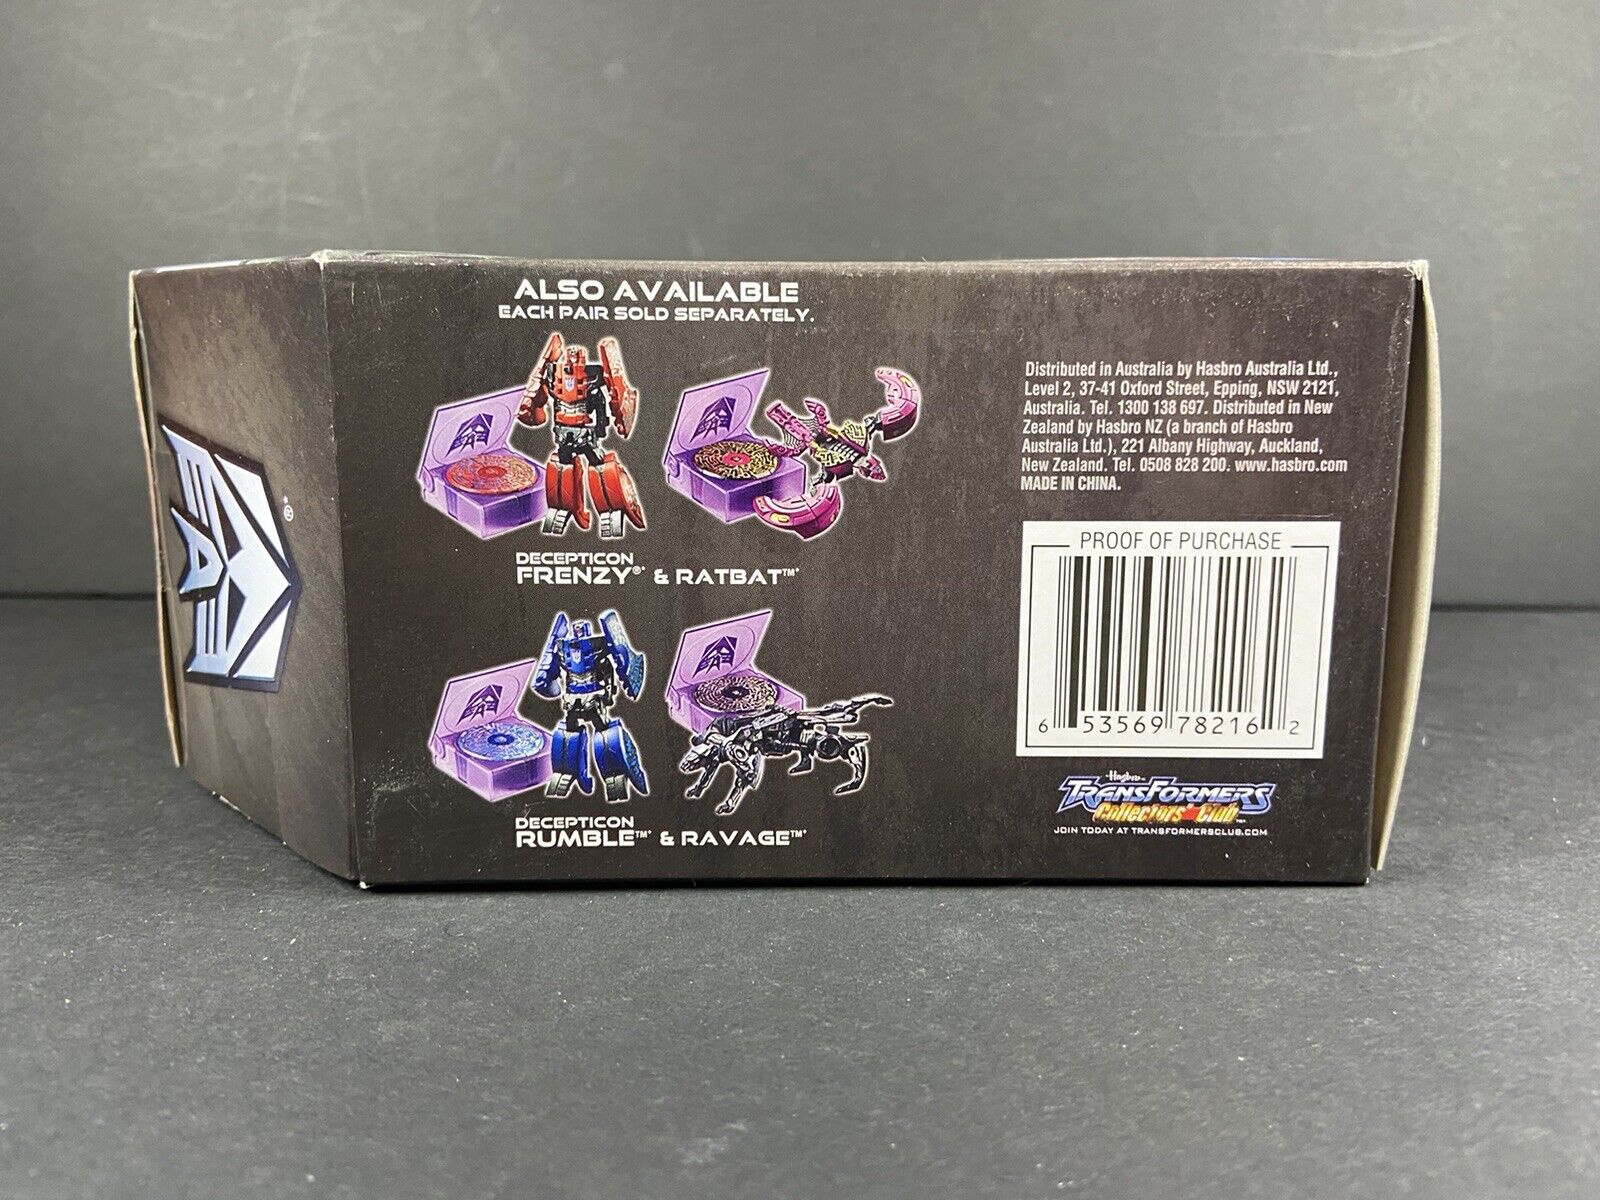 ALSO AVAILABLE
EACH PAIR SOLD SEPARATELY.
DECEPTICON
FRENZY®* & RATBAT™*
DECEPTICON
RUMBLE™* & RAVAGE™*
Distributed in Australia by Hasbro Australia Ltd.,
Level 2, 37-41 Oxford Street, Epping, NSW 2121,
Australia. Tel. 1300 138 697. Distributed in New
Zealand by Hasbro NZ (a branch of Hasbro
Australia Ltd.), 221 Albany Highway, Auckland,
New Zealand. Tel. 0508 828 200. www.hasbro.com
MADE IN CHINA.
PROOF OF PURCHASE
6 53569 78216 2
Hasbro
TRANSFORMERS
Collectors' Club™
JOIN TODAY AT TRANSFORMERSCLUB.COM
®*